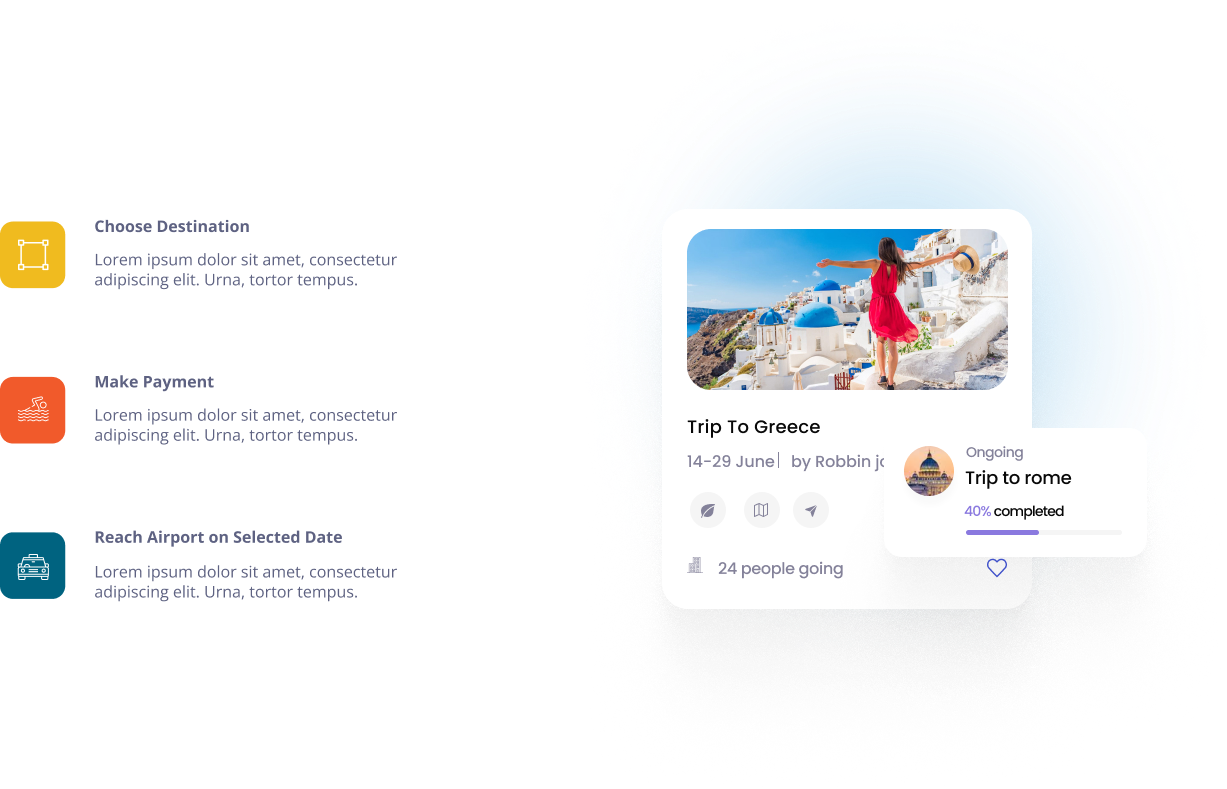 Choose Destination
Lorem ipsum dolor sit amet, consectetur
adipiscing elit. Urna, tortor tempus.
Make Payment
Lorem ipsum dolor sit amet, consectetur
adipiscing elit. Urna, tortor tempus.
Reach Airport on Selected Date
Lorem ipsum dolor sit amet, consectetur
adipiscing elit. Urna, tortor tempus.
Trip To Greece
14-29 June | by Robbin
24 people going
Ongoing
Trip to rome
40% completed